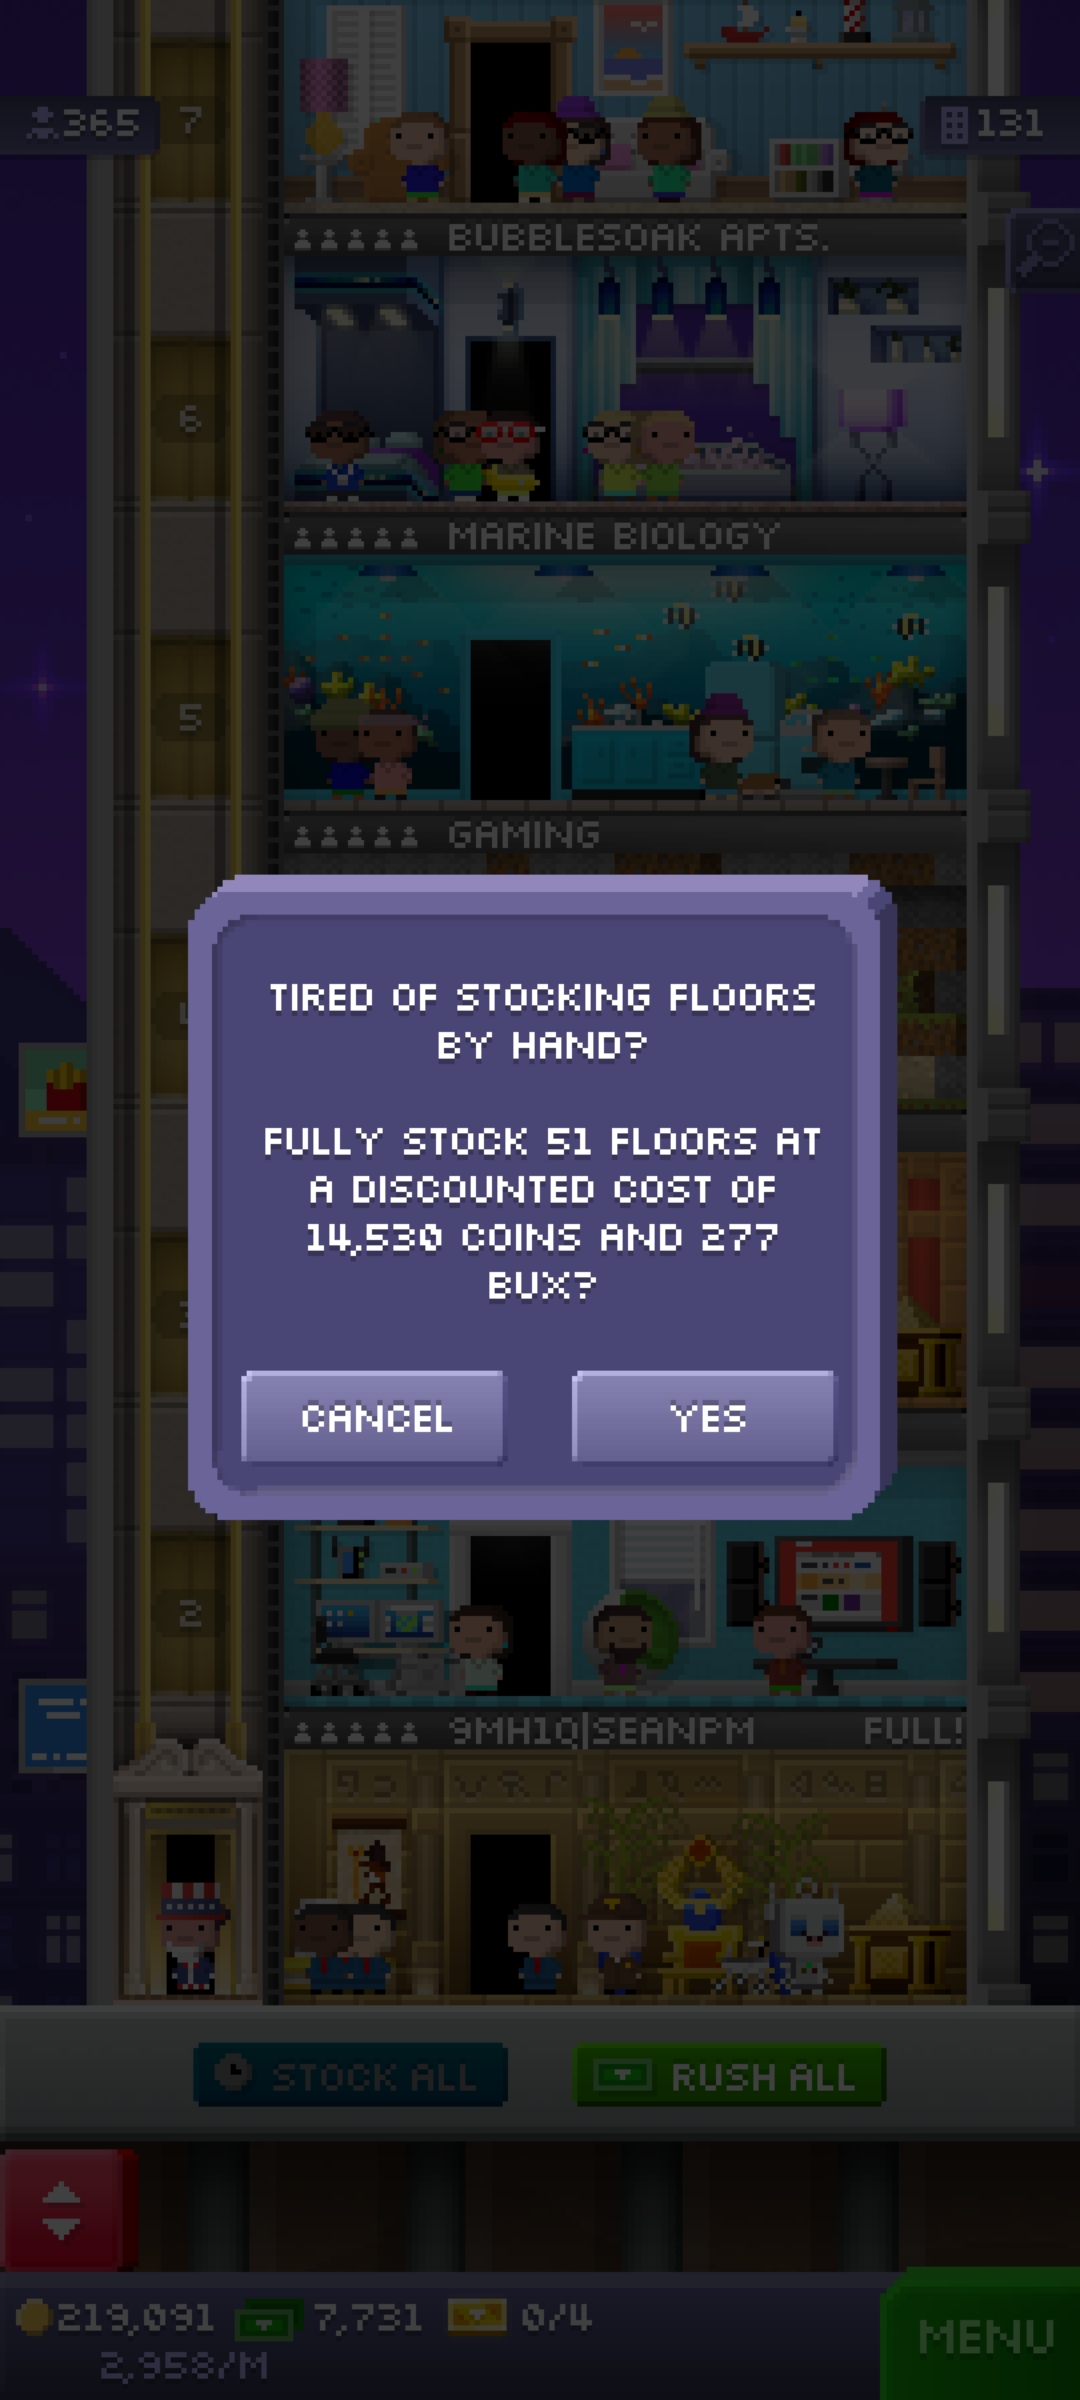 365
7
131
BUBBLESOAK APTS.
6
MARINE BIOLOGY
5
GAMING
TIRED OF STOCKING FLOORS
BY HAND?
FULLY STOCK 51 FLOORS AT
A DISCOUNTED COST OF
14,530 COINS AND 277
BUX?
CANCEL
YES
2
9MH1Q|SEANPM
FULL!
STOCK ALL
RUSH ALL
219,091
7,731
0/4
2,958/M
MENU